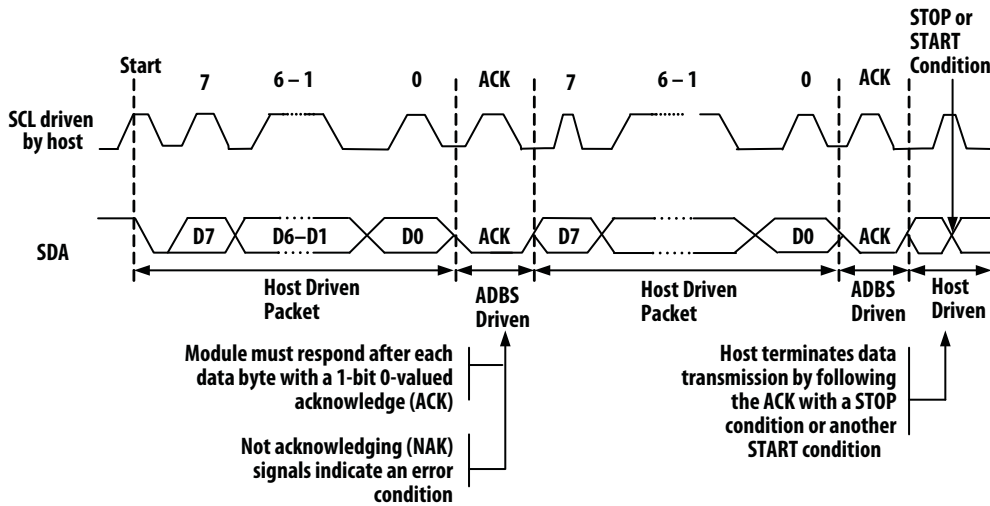 STOP or
START
Condition
Start
7
6 – 1
0
ACK
7
6 – 1
0
ACK
SCL driven
by host
SDA
D7
D6–D1
D0
ACK
D7
D0
ACK
Host Driven
Packet
ADBS
Driven
Host Driven
Packet
ADBS
Driven
Host
Driven
Module must respond after each
data byte with a 1-bit 0-valued
acknowledge (ACK)
Not acknowledging (NAK)
signals indicate an error
condition
Host terminates data
transmission by following
the ACK with a STOP
condition or another
START condition